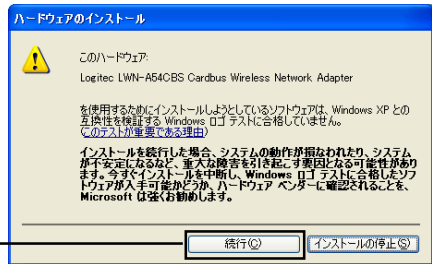 ハードウェアのインストール
このハードウェア:
Logitec LWN-A54CBS Cardbus Wireless Network Adapter
を使用するためにインストールしようとしているソフトウェアは、Windows XP との
互換性を検証する Windows ロゴ テストに合格していません。
(このテストが重要である理由)
インストールを続行した場合、システムの動作が損なわれたり、システム
が不安定になるなど、重大な障害を引き起こす要因となる可能性があり
ます。今すぐインストールを中断し、Windows ロゴ テストに合格したソフ
トウェアが入手可能かどうか、ハードウェア ベンダーに確認されることを、
Microsoft は強くお勧めします。
続行(C) インストールの停止(S)